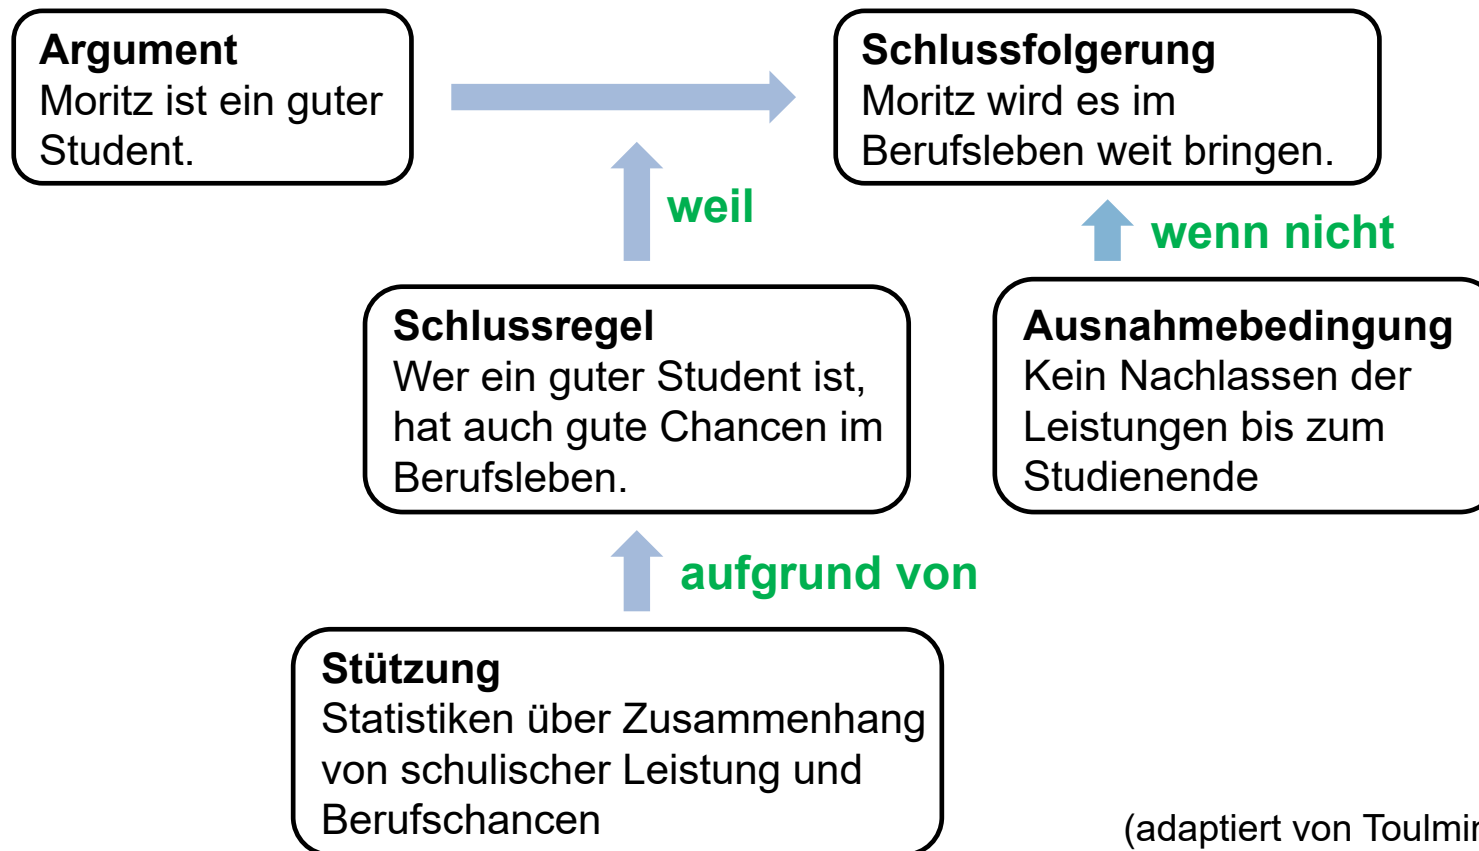 Argument
Moritz ist ein guter
Student.
Schlussfolgerung
Moritz wird es im
Berufsleben weit bringen.
weil
wenn nicht
Schlussregel
Wer ein guter Student ist,
hat auch gute Chancen im
Berufsleben.
Ausnahmebedingung
Kein Nachlassen der
Leistungen bis zum
Studienende
aufgrund von
Stützung
Statistiken über Zusammenhang
von schulischer Leistung und
Berufschancen
(adaptiert von Toulmin